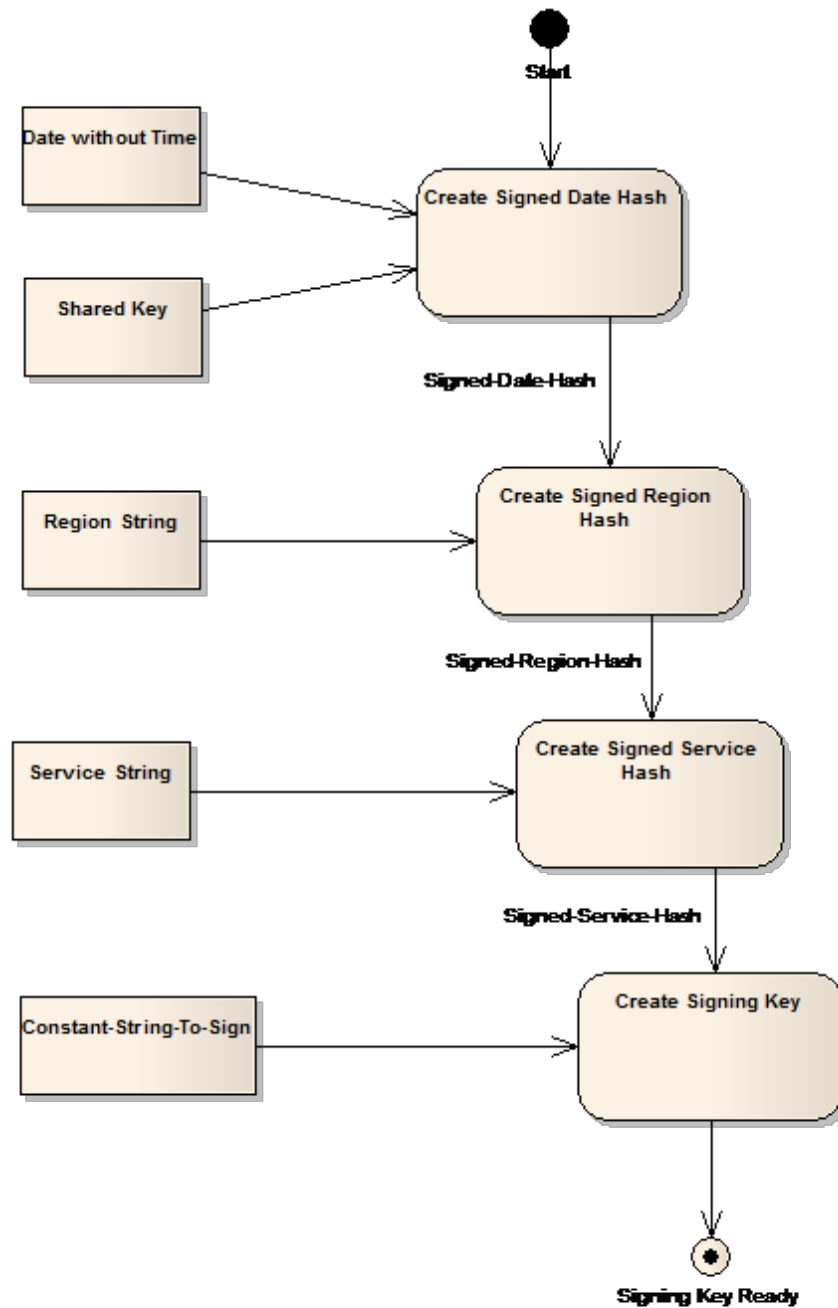 Start
Date without Time
Create Signed Date Hash
Shared Key
Signed-Date-Hash
Create Signed Region
Hash
Region String
Signed-Region-Hash
Create Signed Service
Hash
Service String
Signed-Service-Hash
Create Signing Key
Constant-String-To-Sign
Signing Key Ready